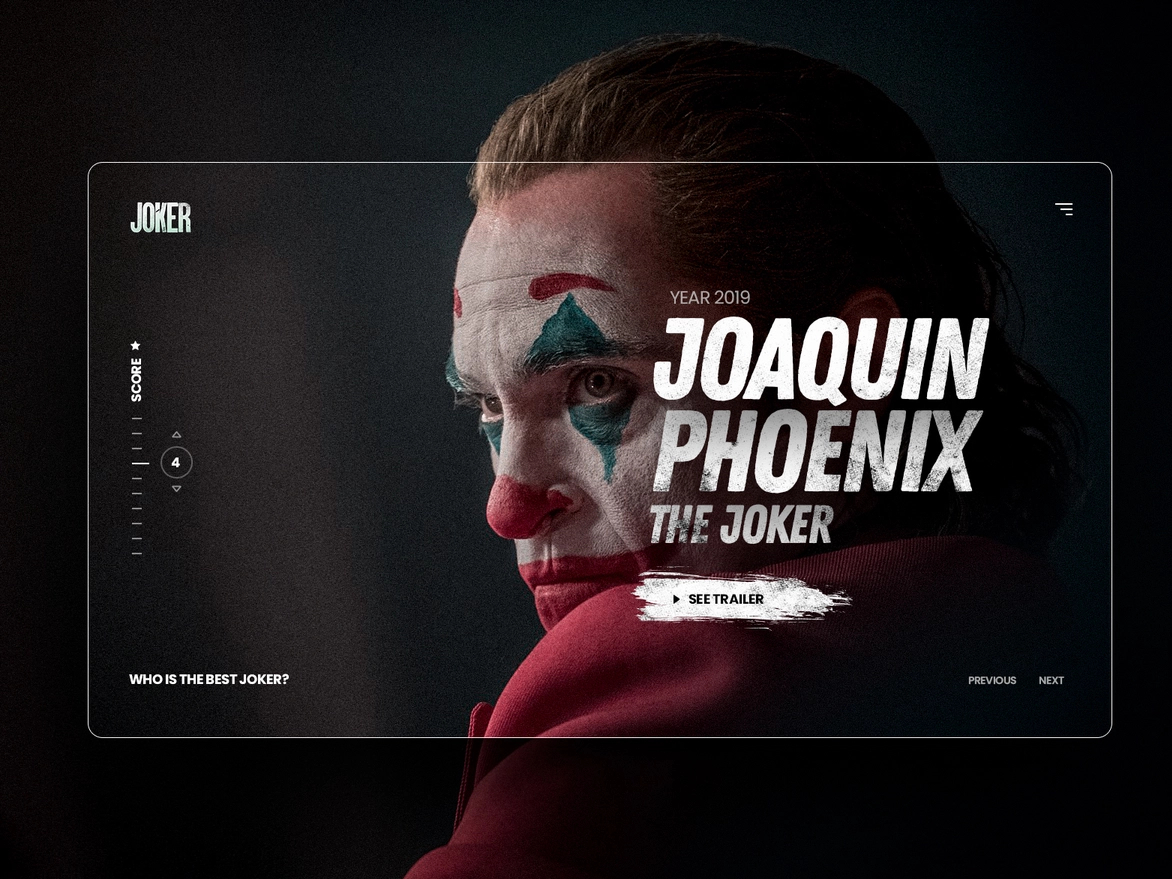 JOKER
YEAR 2019
JOAQUIN
PHOENIX
THE JOKER
SEE TRAILER
SCORE
4
WHO IS THE BEST JOKER?
PREVIOUS NEXT